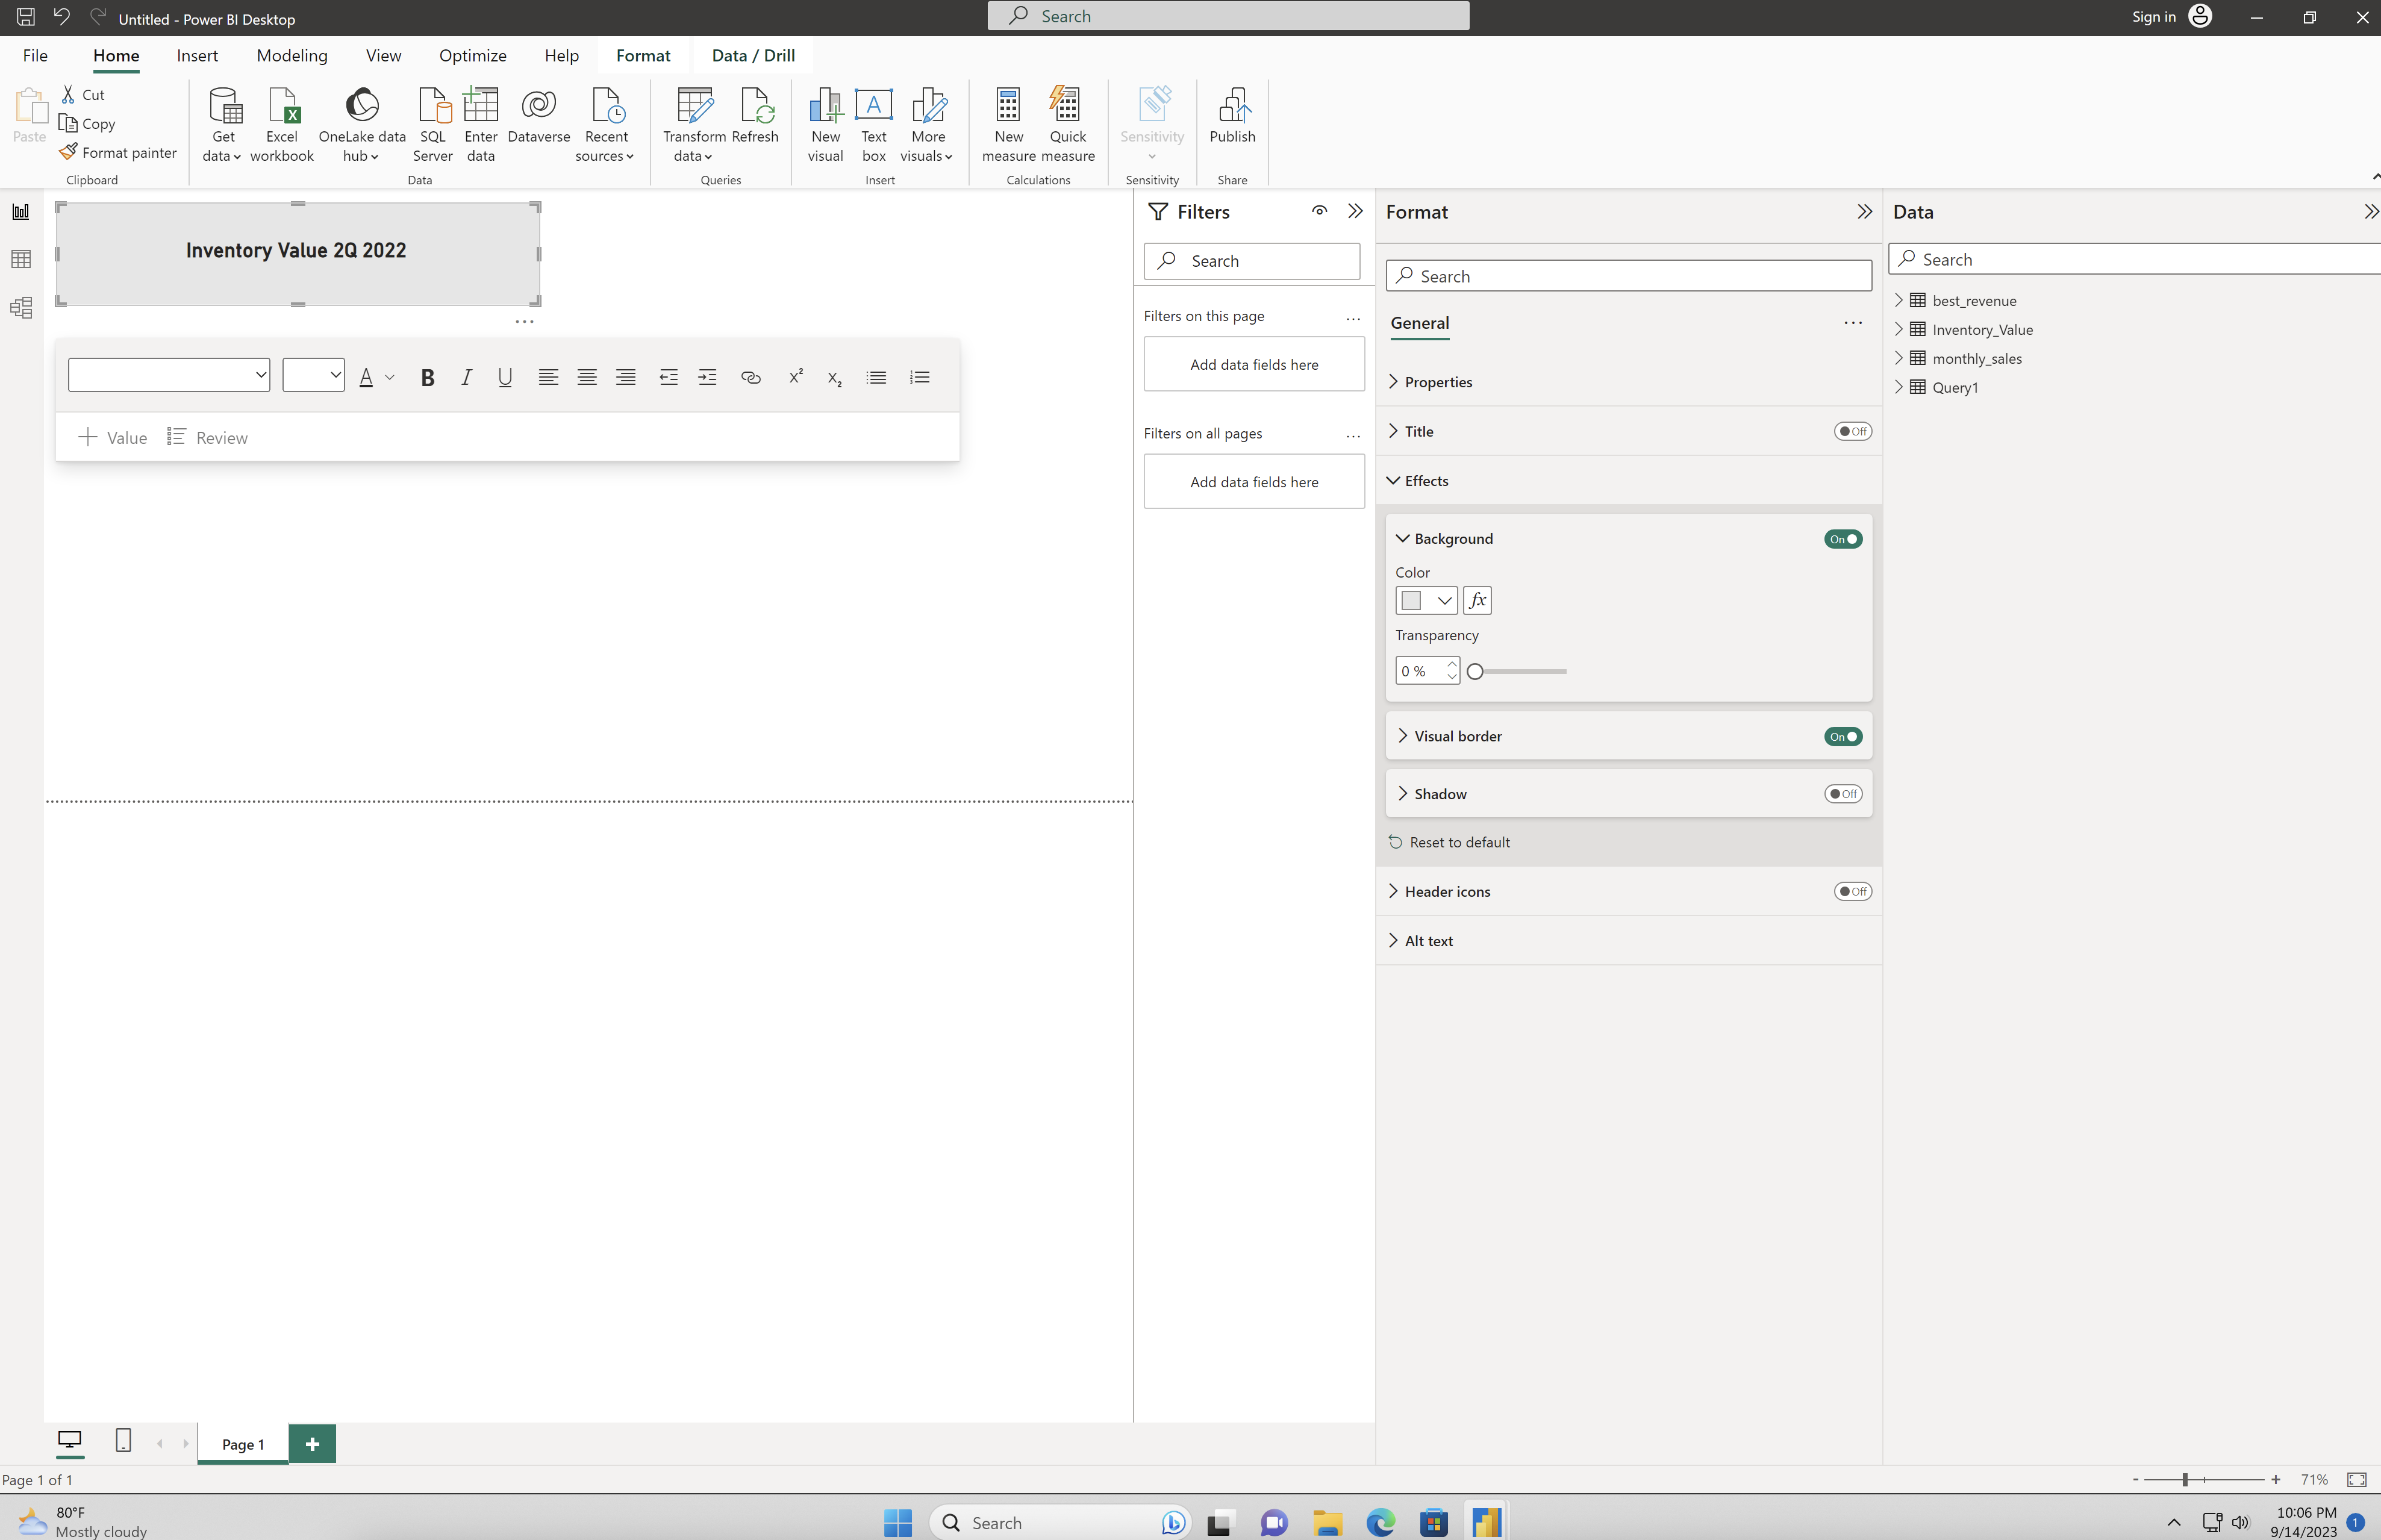 Untitled - Power BI Desktop
Search
Sign in
File
Home
Insert
Modeling
View
Optimize
Help
Format
Data / Drill
Paste
Cut
Copy
Format painter
Clipboard
Get
data
Excel
workbook
OneLake data
hub
SQL
Server
Enter
data
Dataverse
Recent
sources
Data
Transform
data
Refresh
Queries
New
visual
Text
box
More
visuals
Insert
New
measure
Quick
measure
Calculations
Sensitivity
Sensitivity
Publish
Share
Inventory Value 2Q 2022
Value
Review
Filters
Search
Filters on this page
Add data fields here
Filters on all pages
Add data fields here
Format
Search
General
Properties
Title
Off
Effects
Background
On
Color
fx
Transparency
0 %
Visual border
On
Shadow
Off
Reset to default
Header icons
Off
Alt text
Data
Search
best_revenue
Inventory_Value
monthly_sales
Query1
Page 1
Page 1 of 1
- + 71%
80°F
Mostly cloudy
Search
10:06 PM
9/14/2023
1